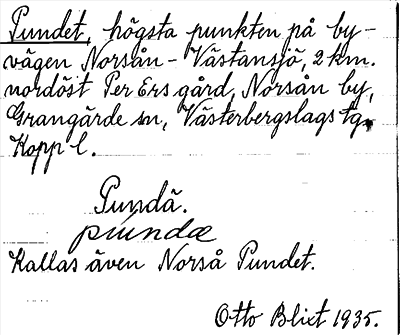 Pundet, högsta punkten på by-
vägen Norsån - Västansjö, 2 km.
nordöst Per Ers gård, Norsån by,
Grangärde sn, Västerbergslags tg.
Kopp l.
Pundä.
pundæ
Kallas även Norså Pundet.
Otto Blixt 1935.